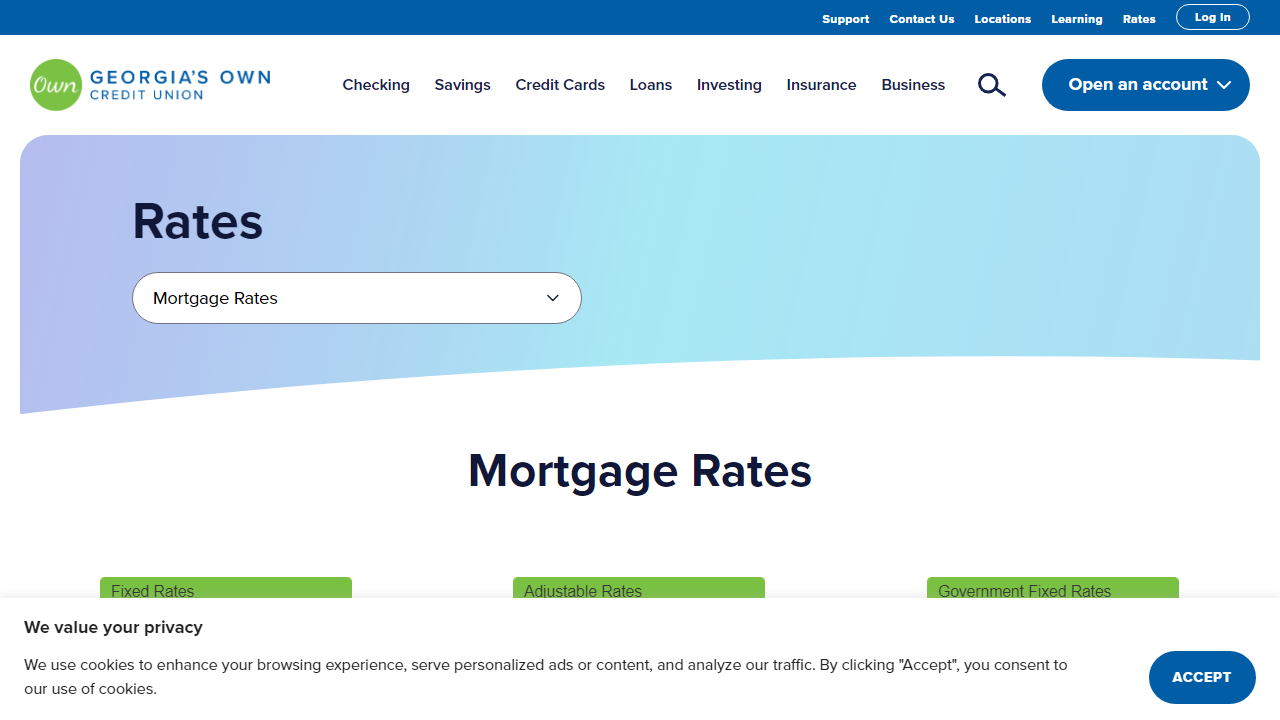 Support Contact Us Locations Learning Rates Log In
Own GEORGIA'S OWN
CREDIT UNION
Checking Savings Credit Cards Loans Investing Insurance Business Open an account
Rates
Mortgage Rates
Mortgage Rates
Fixed Rates Adjustable Rates Government Fixed Rates
We value your privacy
We use cookies to enhance your browsing experience, serve personalized ads or content, and analyze our traffic. By clicking "Accept", you consent to
our use of cookies.
ACCEPT